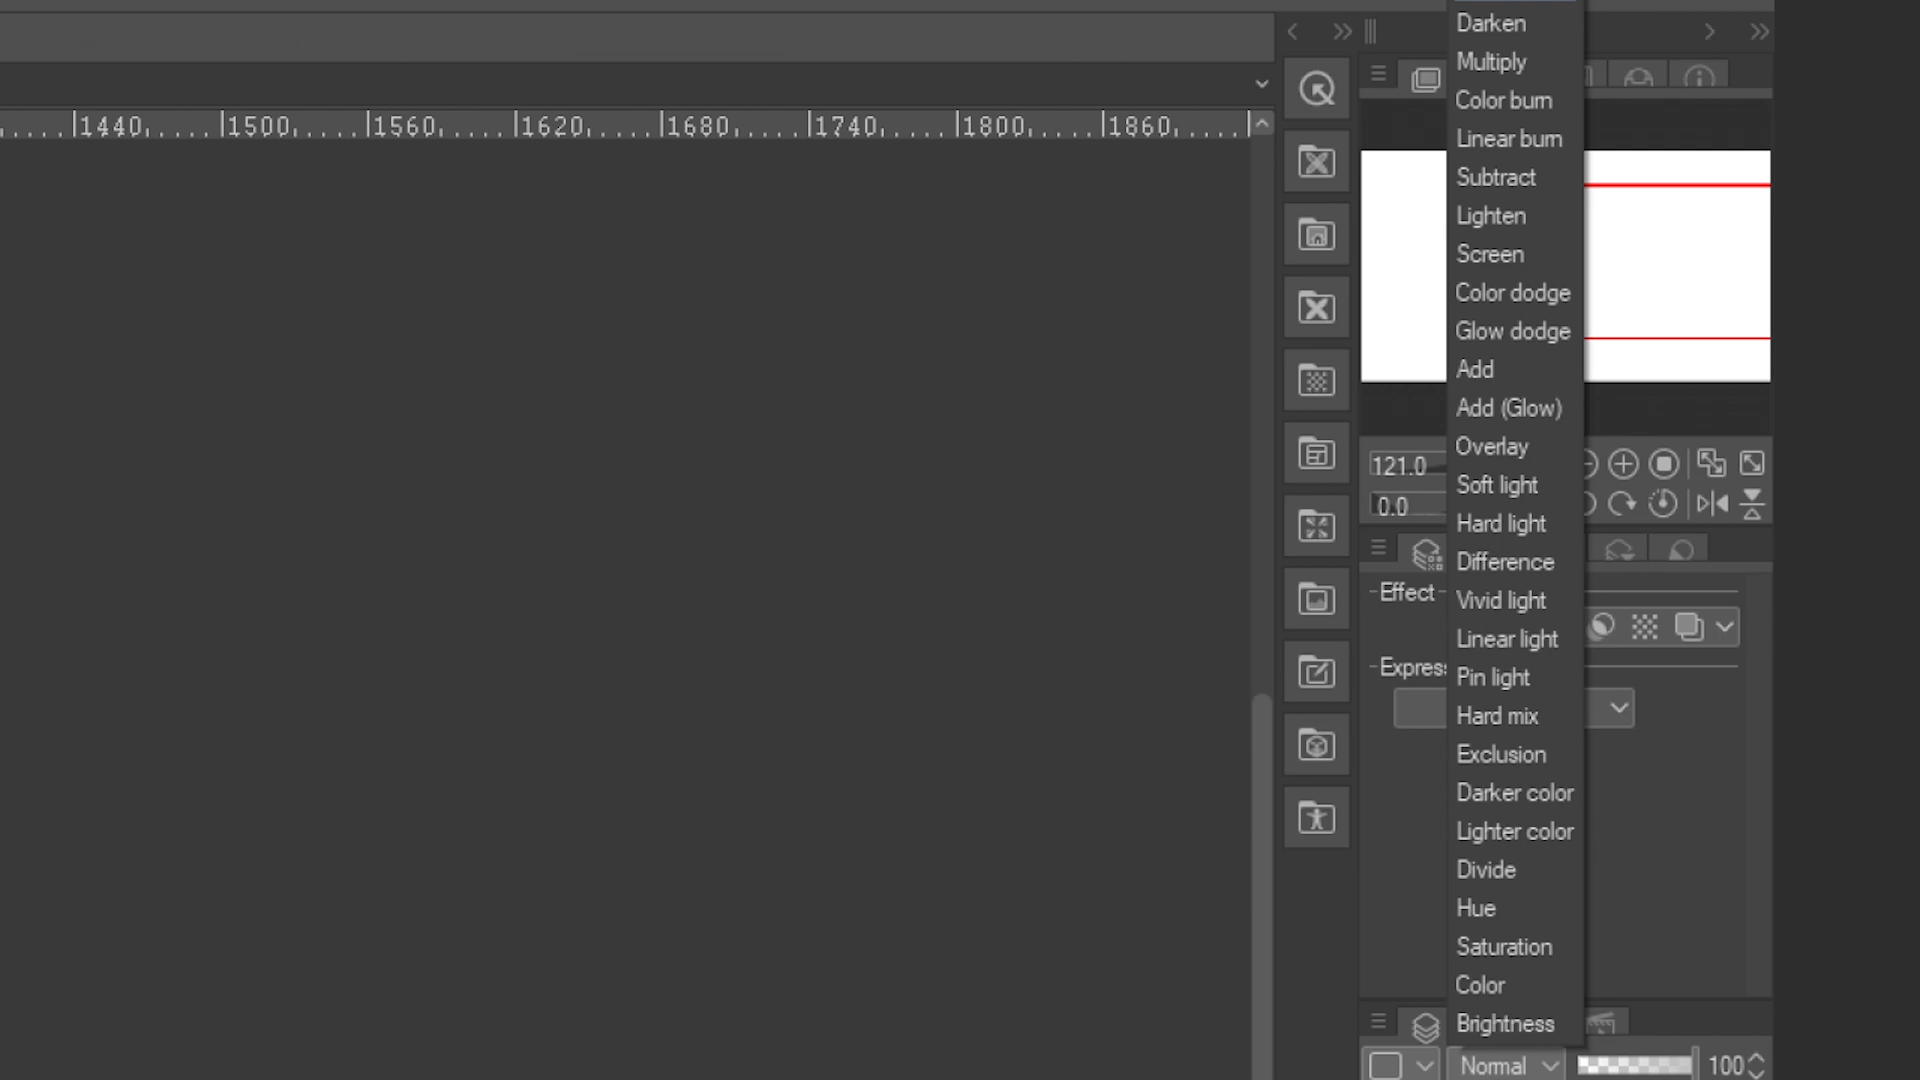 1440 1500 1560 1620 1680 1740 1800 1860
Darken
Multiply
Color burn
Linear burn
Subtract
Lighten
Screen
Color dodge
Glow dodge
Add
Add (Glow)
Overlay
Soft light
Hard light
Difference
Vivid light
Linear light
Pin light
Hard mix
Exclusion
Darker color
Lighter color
Divide
Hue
Saturation
Color
Brightness
121.0
0.0
Effect
Normal 100